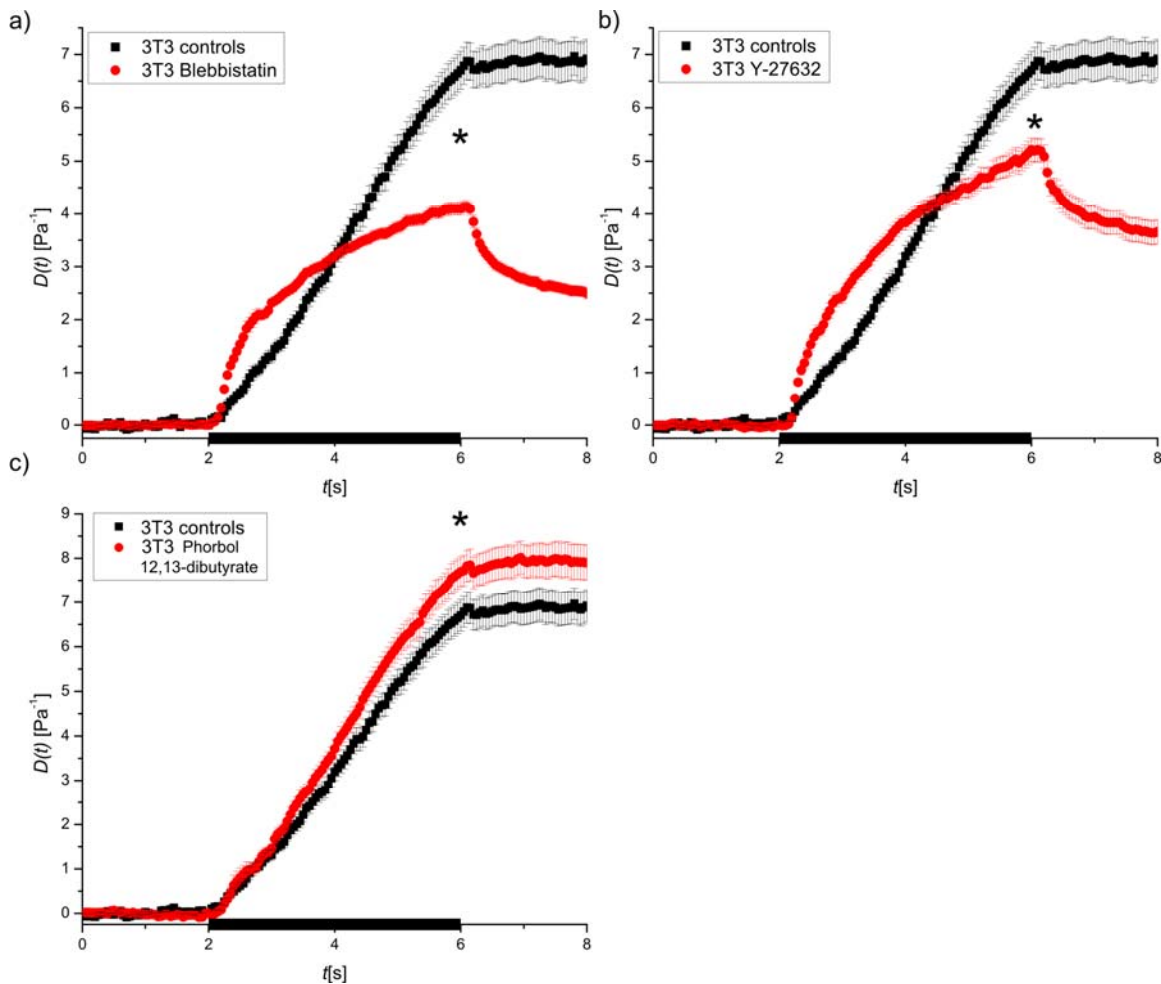 a)
3T3 controls
3T3 Blebbistatin
*
D(t) [Pa⁻¹]
7
6
5
4
3
2
1
0
0 2 4 6 8
t[s]
b)
3T3 controls
3T3 Y-27632
*
D(t) [Pa⁻¹]
7
6
5
4
3
2
1
0
0 2 4 6 8
t[s]
c)
3T3 controls
3T3 Phorbol
12,13-dibutyrate
*
D(t) [Pa⁻¹]
9
8
7
6
5
4
3
2
1
0
0 2 4 6 8
t[s]